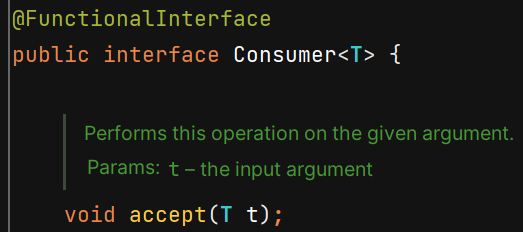 @FunctionalInterface
public interface Consumer<T> {
Performs this operation on the given argument.
Params: t – the input argument
void accept(T t);